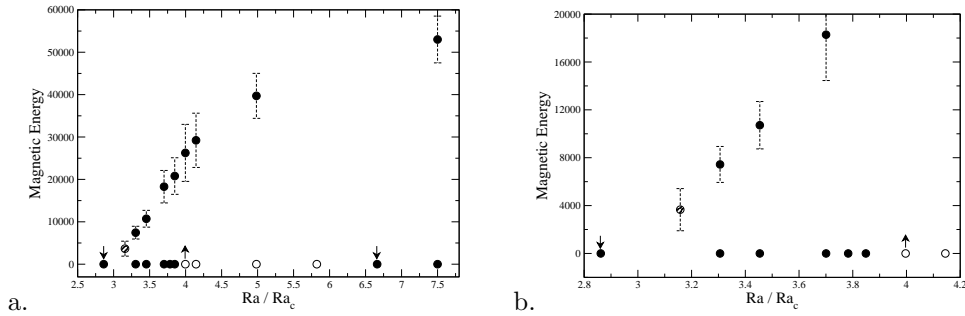 60000
50000
40000
30000
20000
10000
0
Magnetic Energy
2.5 3 3.5 4 4.5 5 5.5 6 6.5 7 7.5
Ra / Ra_c
a.
20000
16000
12000
8000
4000
0
Magnetic Energy
2.8 3 3.2 3.4 3.6 3.8 4 4.2
Ra / Ra_c
b.